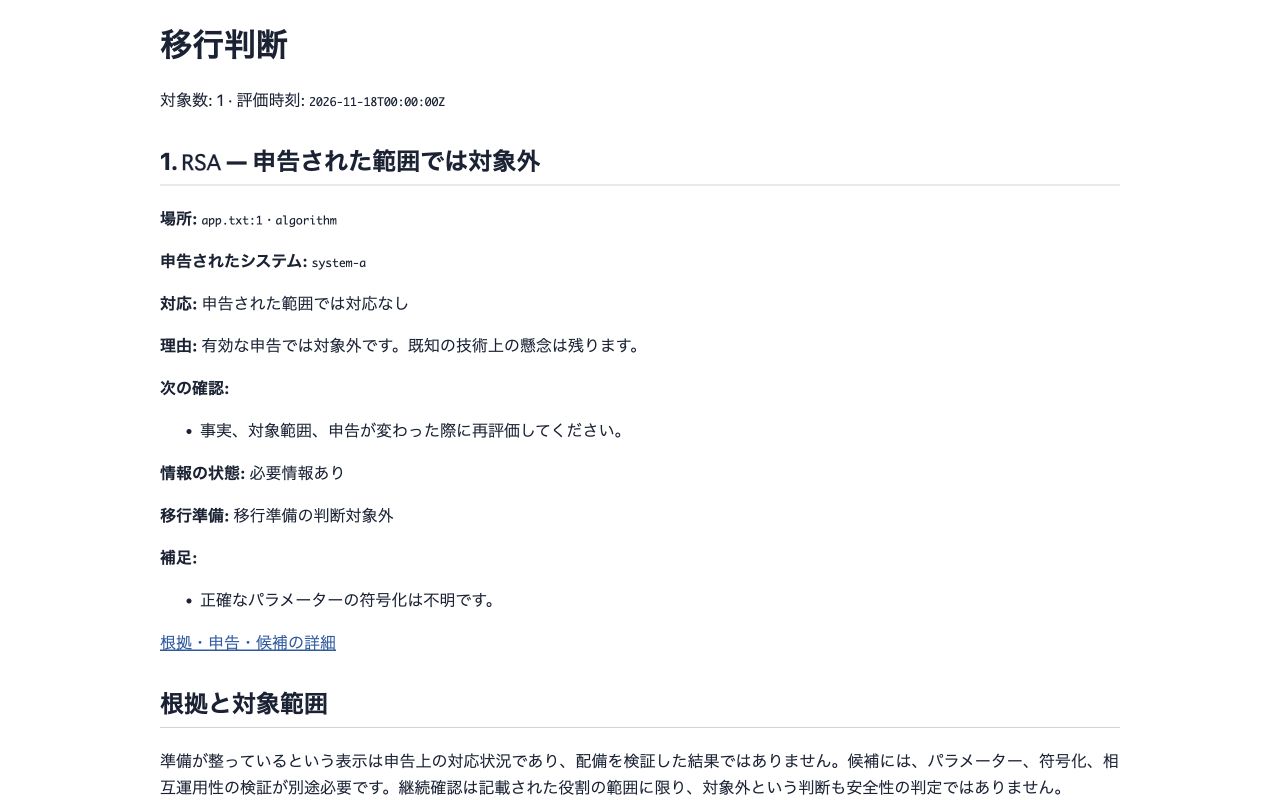 移行判断
対象数: 1 · 評価時刻: 2026-11-18T00:00:00Z
1. RSA — 申告された範囲では対象外
場所: app.txt:1 · algorithm
申告されたシステム: system-a
対応: 申告された範囲では対応なし
理由: 有効な申告では対象外です。既知の技術上の懸念は残ります。
次の確認:
• 事実、対象範囲、申告が変わった際に再評価してください。
情報の状態: 必要情報あり
移行準備: 移行準備の判断対象外
補足:
• 正確なパラメーターの符号化は不明です。
根拠・申告・候補の詳細
根拠と対象範囲
準備が整っているという表示は申告上の対応状況であり、配備を検証した結果ではありません。候補には、パラメーター、符号化、相
互運用性の検証が別途必要です。継続確認は記載された役割の範囲に限り、対象外という判断も安全性の判定ではありません。